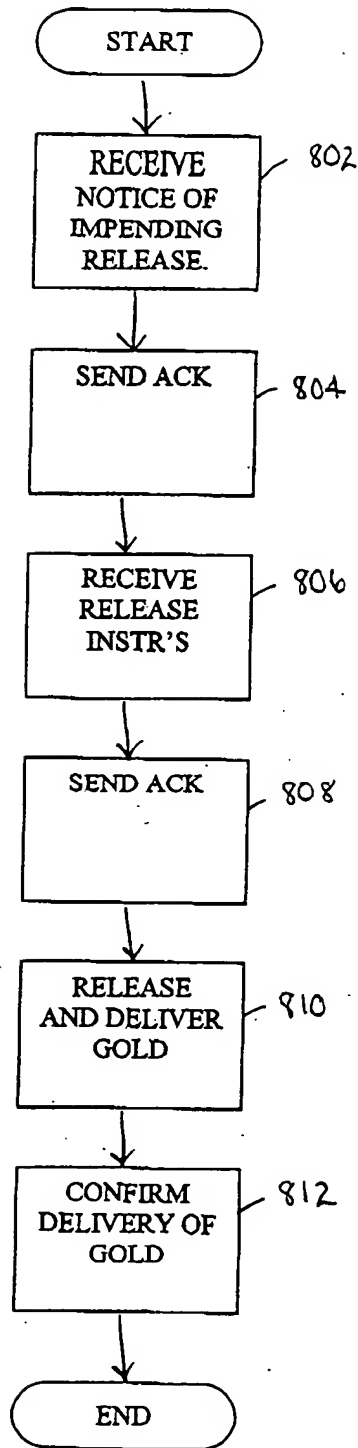 START
RECEIVE
NOTICE OF
IMPENDING
RELEASE.
802
SEND ACK
804
RECEIVE
RELEASE
INSTR'S
806
SEND ACK
808
RELEASE
AND DELIVER
GOLD
810
CONFIRM
DELIVERY OF
GOLD
812
END